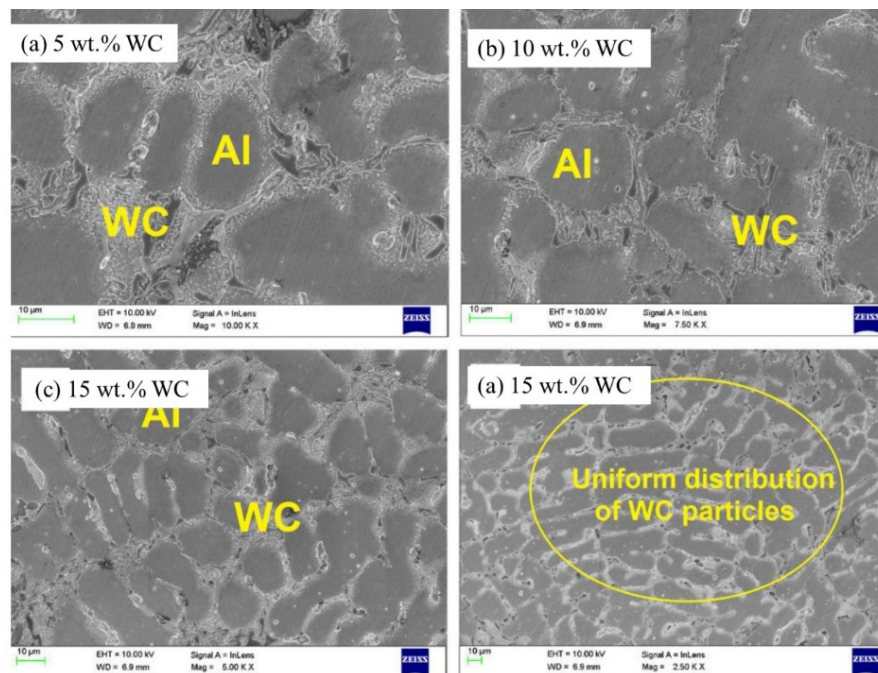 (a) 5 wt.% WC
Al
WC
10 µm
EHT = 10.00 kV
WD = 6.9 mm
Signal A = InLens
Mag = 10.00 K X
ZEISS
(b) 10 wt.% WC
Al
WC
10 µm
EHT = 10.00 kV
WD = 6.9 mm
Signal A = InLens
Mag = 7.50 K X
ZEISS
(c) 15 wt.% WC
Al
WC
10 µm
EHT = 10.00 kV
WD = 6.9 mm
Signal A = InLens
Mag = 5.00 K X
ZEISS
(a) 15 wt.% WC
Uniform distribution
of WC particles
10 µm
EHT = 10.00 kV
WD = 6.9 mm
Signal A = InLens
Mag = 2.50 K X
ZEISS